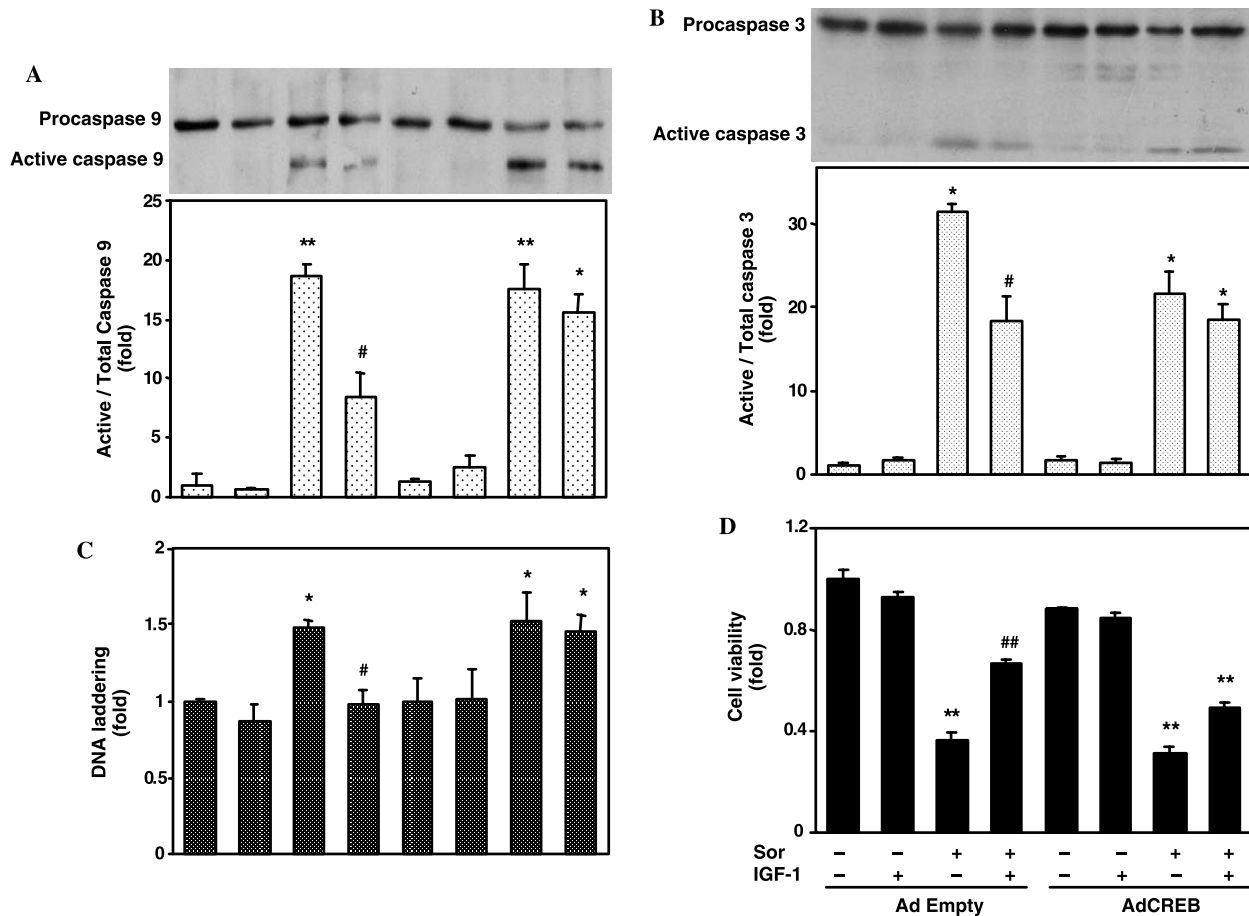 A
Procaspase 9
Active caspase 9
Active / Total Caspase 9
(fold)
25
20
15
10
5
0
**
#
**
*
B
Procaspase 3
Active caspase 3
Active / Total caspase 3
(fold)
30
20
10
0
*
#
*
*
C
DNA laddering
(fold)
2
1.5
1
0.5
0
*
#
*
*
D
Cell viability
(fold)
1.2
0.8
0.4
0
**
##
**
**
Sor − − + + − − + +
IGF-1 − + − + − + − +
Ad Empty AdCREB